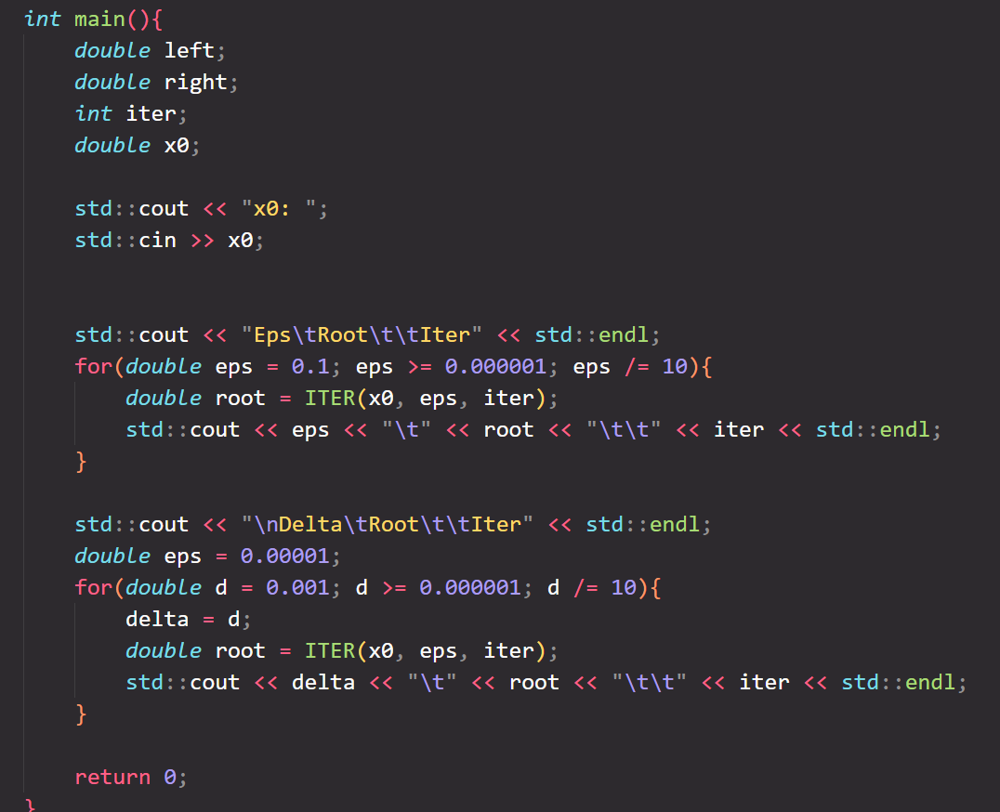 int main(){
    double left;
    double right;
    int iter;
    double x0;
    std::cout << "x0: ";
    std::cin >> x0;
    std::cout << "Eps\tRoot\t\tIter" << std::endl;
    for(double eps = 0.1; eps >= 0.000001; eps /= 10){
        double root = ITER(x0, eps, iter);
        std::cout << eps << "\t" << root << "\t\t" << iter << std::endl;
    }
    std::cout << "\nDelta\tRoot\t\tIter" << std::endl;
    double eps = 0.00001;
    for(double d = 0.001; d >= 0.000001; d /= 10){
        delta = d;
        double root = ITER(x0, eps, iter);
        std::cout << delta << "\t" << root << "\t\t" << iter << std::endl;
    }
    return 0;
}